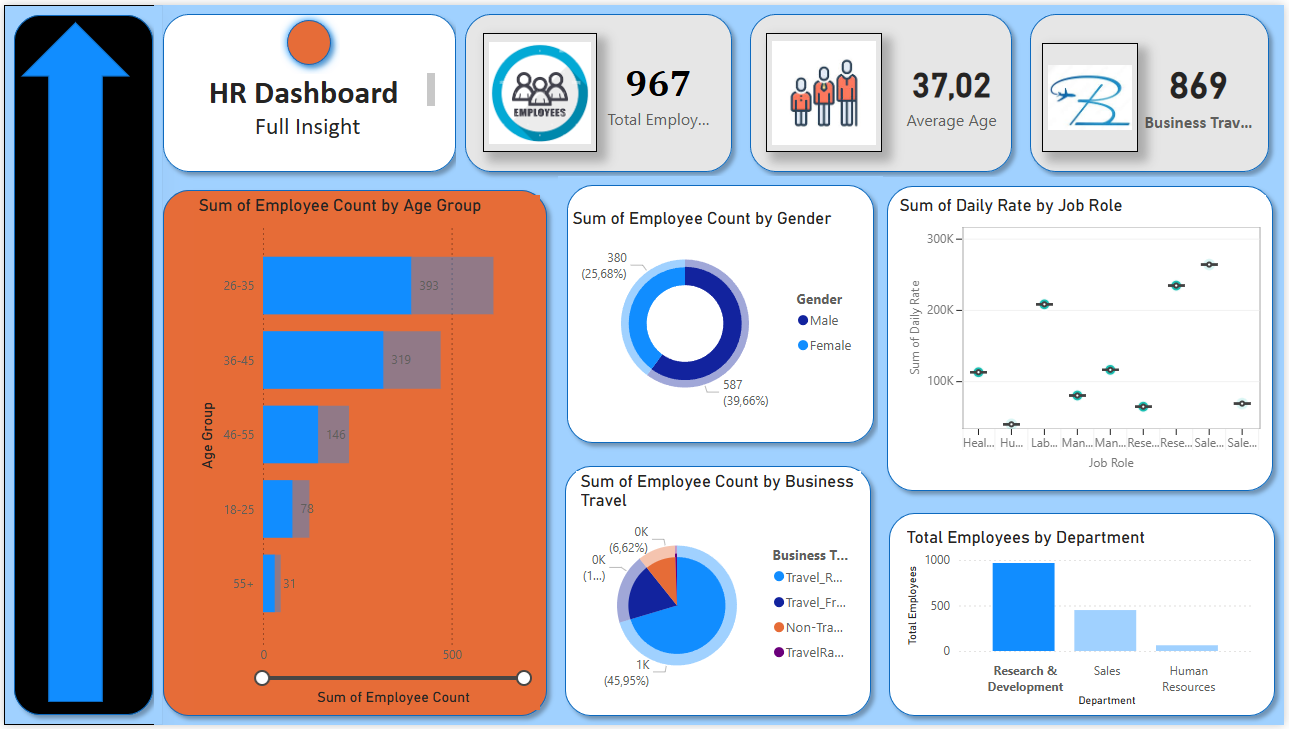 HR Dashboard
Full Insight
EMPLOYEES
967
Total Employ...
37,02
Average Age
B
869
Business Trav...
Sum of Employee Count by Age Group
Age Group
26-35
393
36-45
319
46-55
146
18-25
78
55+
31
0
500
Sum of Employee Count
Sum of Employee Count by Gender
380
(25,68%)
587
(39,66%)
Gender
Male
Female
Sum of Daily Rate by Job Role
Sum of Daily Rate
300K
200K
100K
Heal...
Hu...
Lab...
Man...
Man...
Rese...
Rese...
Sale...
Sale...
Job Role
Sum of Employee Count by Business
Travel
0K
(6,62%)
0K
(1...)
1K
(45,95%)
Business T...
Travel_R...
Travel_Fr...
Non-Tra...
TravelRa...
Total Employees by Department
Total Employees
1000
500
0
Research &
Development
Sales
Human
Resources
Department